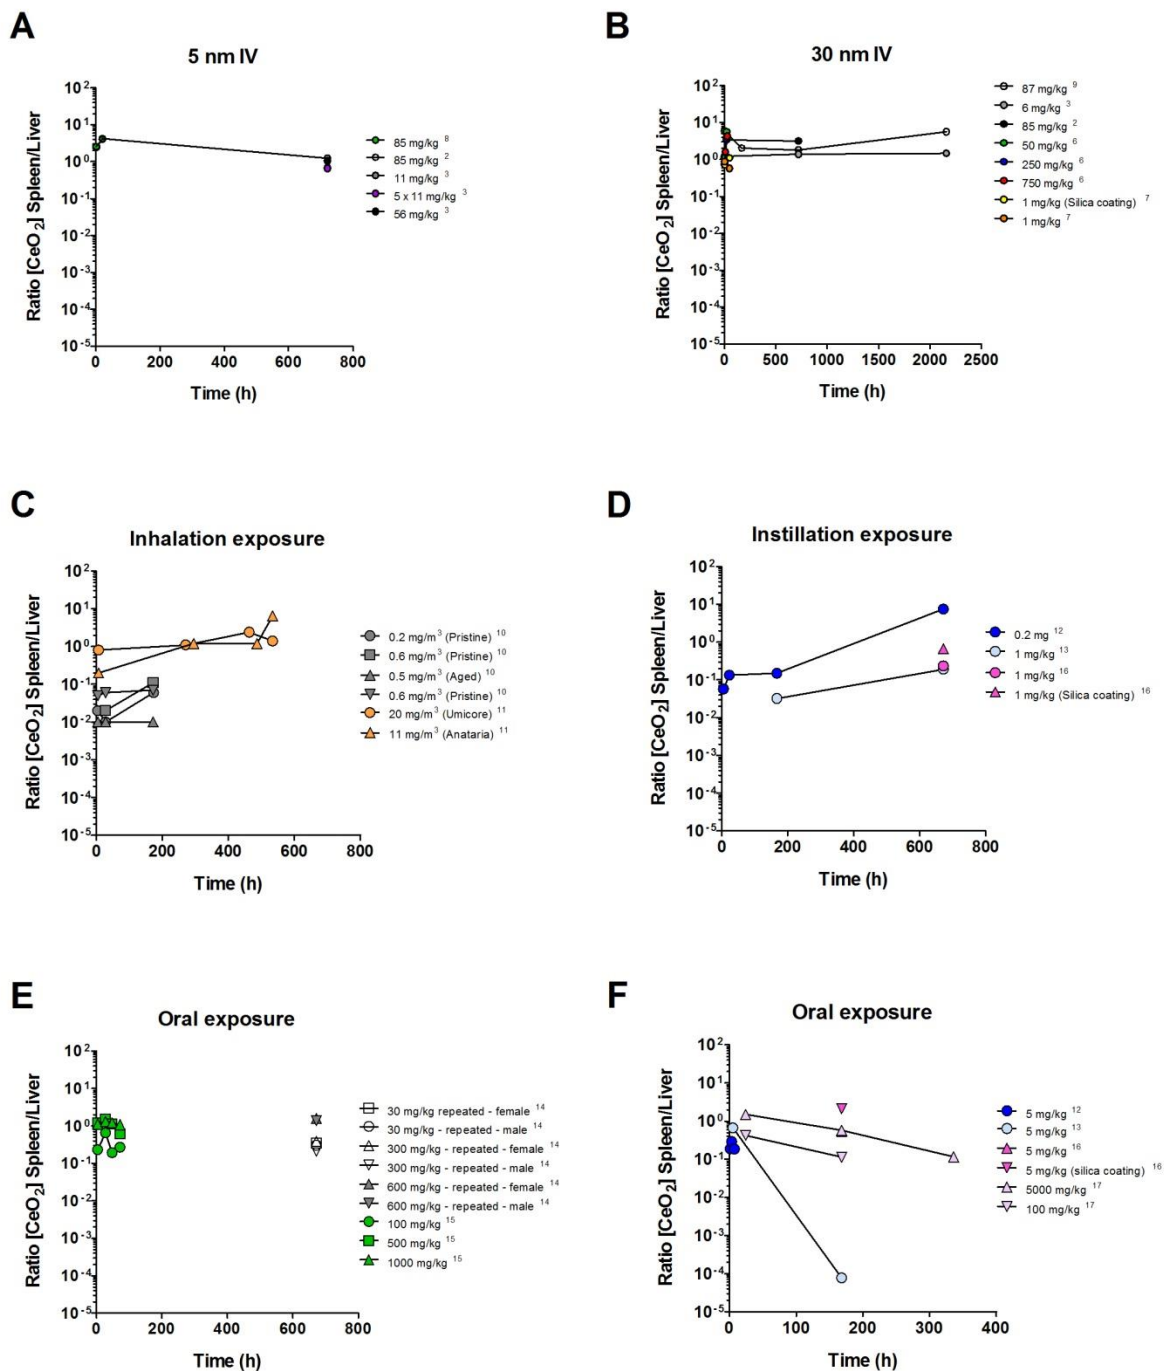 A
5 nm IV
Ratio [CeO₂] Spleen/Liver
10²
10¹
10⁰
10⁻¹
10⁻²
10⁻³
10⁻⁴
10⁻⁵
0 200 400 600 800
Time (h)
85 mg/kg ⁸
85 mg/kg ²
11 mg/kg ³
5 x 11 mg/kg ³
56 mg/kg ³
B
30 nm IV
Ratio [CeO₂] Spleen/Liver
10²
10¹
10⁰
10⁻¹
10⁻²
10⁻³
10⁻⁴
10⁻⁵
0 500 1000 1500 2000 2500
Time (h)
87 mg/kg ⁹
6 mg/kg ³
85 mg/kg ²
50 mg/kg ⁶
250 mg/kg ⁶
750 mg/kg ⁶
1 mg/kg (Silica coating) ⁷
1 mg/kg ⁷
C
Inhalation exposure
Ratio [CeO₂] Spleen/Liver
10²
10¹
10⁰
10⁻¹
10⁻²
10⁻³
10⁻⁴
10⁻⁵
0 200 400 600 800
Time (h)
0.2 mg/m³ (Pristine) ¹⁰
0.6 mg/m³ (Pristine) ¹⁰
0.5 mg/m³ (Aged) ¹⁰
0.6 mg/m³ (Pristine) ¹⁰
20 mg/m³ (Umicore) ¹¹
11 mg/m³ (Anataria) ¹¹
D
Instillation exposure
Ratio [CeO₂] Spleen/Liver
10²
10¹
10⁰
10⁻¹
10⁻²
10⁻³
10⁻⁴
10⁻⁵
0 200 400 600 800
Time (h)
0.2 mg ¹²
1 mg/kg ¹³
1 mg/kg ¹⁶
1 mg/kg (Silica coating) ¹⁶
E
Oral exposure
Ratio [CeO₂] Spleen/Liver
10²
10¹
10⁰
10⁻¹
10⁻²
10⁻³
10⁻⁴
10⁻⁵
0 200 400 600 800
Time (h)
30 mg/kg repeated - female ¹⁴
30 mg/kg - repeated - male ¹⁴
300 mg/kg - repeated - female ¹⁴
300 mg/kg - repeated - male ¹⁴
600 mg/kg - repeated - female ¹⁴
600 mg/kg - repeated - male ¹⁴
100 mg/kg ¹⁵
500 mg/kg ¹⁵
1000 mg/kg ¹⁵
F
Oral exposure
Ratio [CeO₂] Spleen/Liver
10²
10¹
10⁰
10⁻¹
10⁻²
10⁻³
10⁻⁴
10⁻⁵
0 100 200 300 400
Time (h)
5 mg/kg ¹²
5 mg/kg ¹³
5 mg/kg ¹⁶
5 mg/kg (silica coating) ¹⁶
5000 mg/kg ¹⁷
100 mg/kg ¹⁷